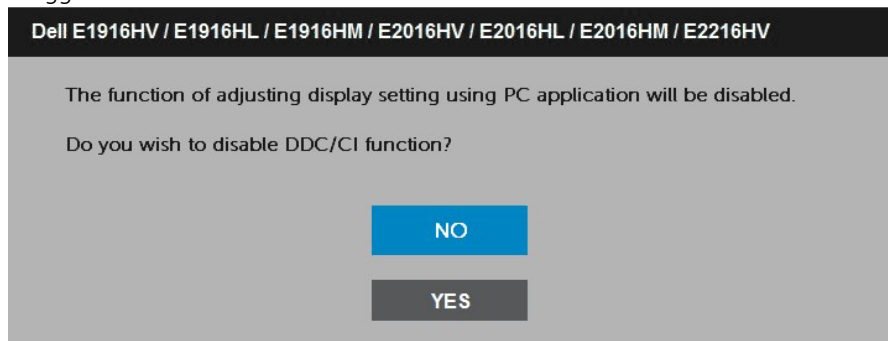 Dell E1916HV / E1916HL / E1916HM / E2016HV / E2016HL / E2016HM / E2216HV
The function of adjusting display setting using PC application will be disabled.
Do you wish to disable DDC/CI function?
NO
YES